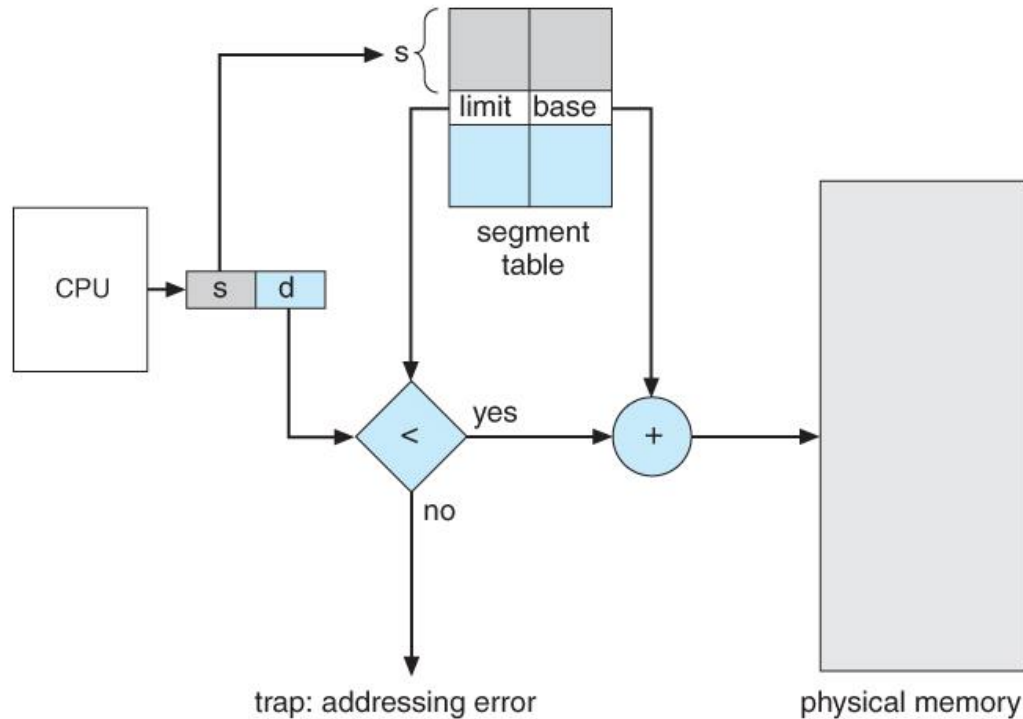 s
limit base
segment
table
CPU
s d
<
yes
+
no
trap: addressing error
physical memory